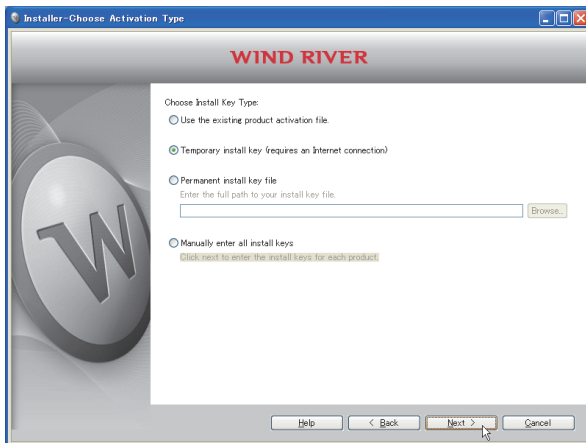 Installer-Choose Activation Type
WIND RIVER
Choose Install Key Type:
Use the existing product activation file.
Temporary install key (requires an Internet connection)
Permanent install key file
Enter the full path to your install key file.
Browse...
Manually enter all install keys
Click next to enter the install keys for each product.
Help
< Back
Next >
Cancel